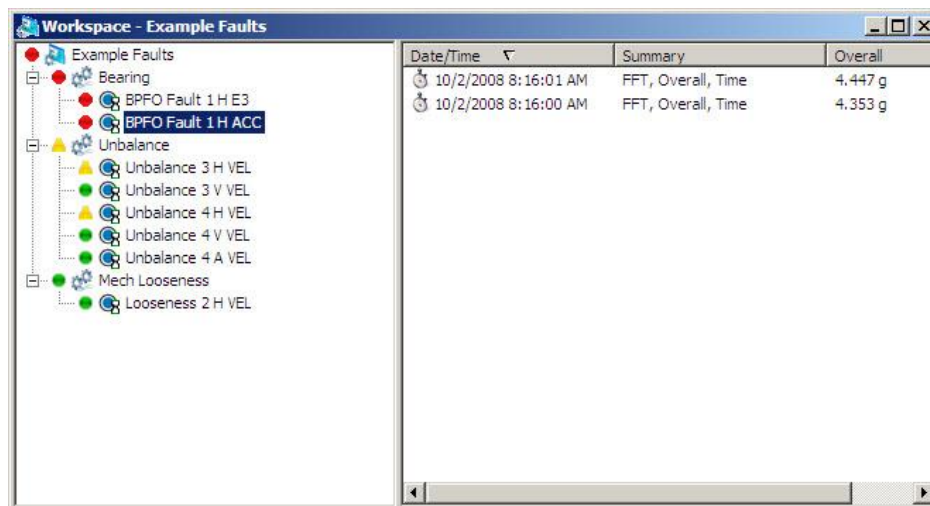 Workspace - Example Faults
Example Faults
Bearing
BPFO Fault 1 H E3
BPFO Fault 1 H ACC
Unbalance
Unbalance 3 H VEL
Unbalance 3 V VEL
Unbalance 4 H VEL
Unbalance 4 V VEL
Unbalance 4 A VEL
Mech Looseness
Looseness 2 H VEL
Date/Time Summary Overall
10/2/2008 8:16:01 AM FFT, Overall, Time 4.447 g
10/2/2008 8:16:00 AM FFT, Overall, Time 4.353 g